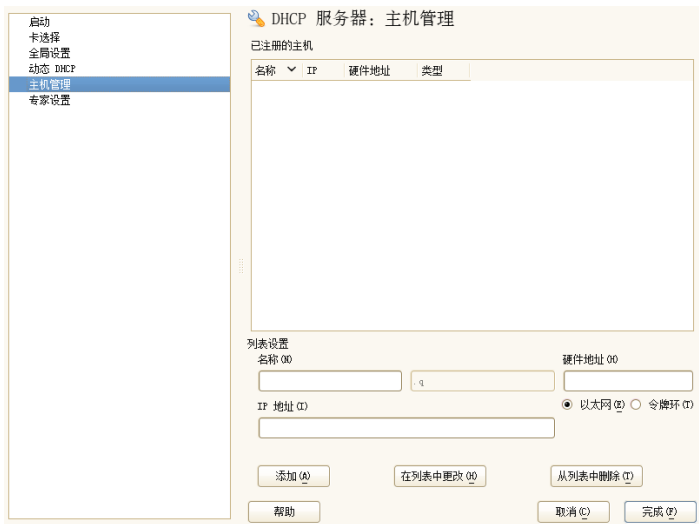 启动
卡选择
全局设置
动态 DHCP
主机管理
专家设置
DHCP 服务器：主机管理
已注册的主机
名称 IP 硬件地址 类型
列表设置
名称(N) 硬件地址(H)
.q
以太网(E) 令牌环(T)
IP 地址(I)
添加(A) 在列表中更改(H) 从列表中删除(T)
帮助 取消(C) 完成(F)